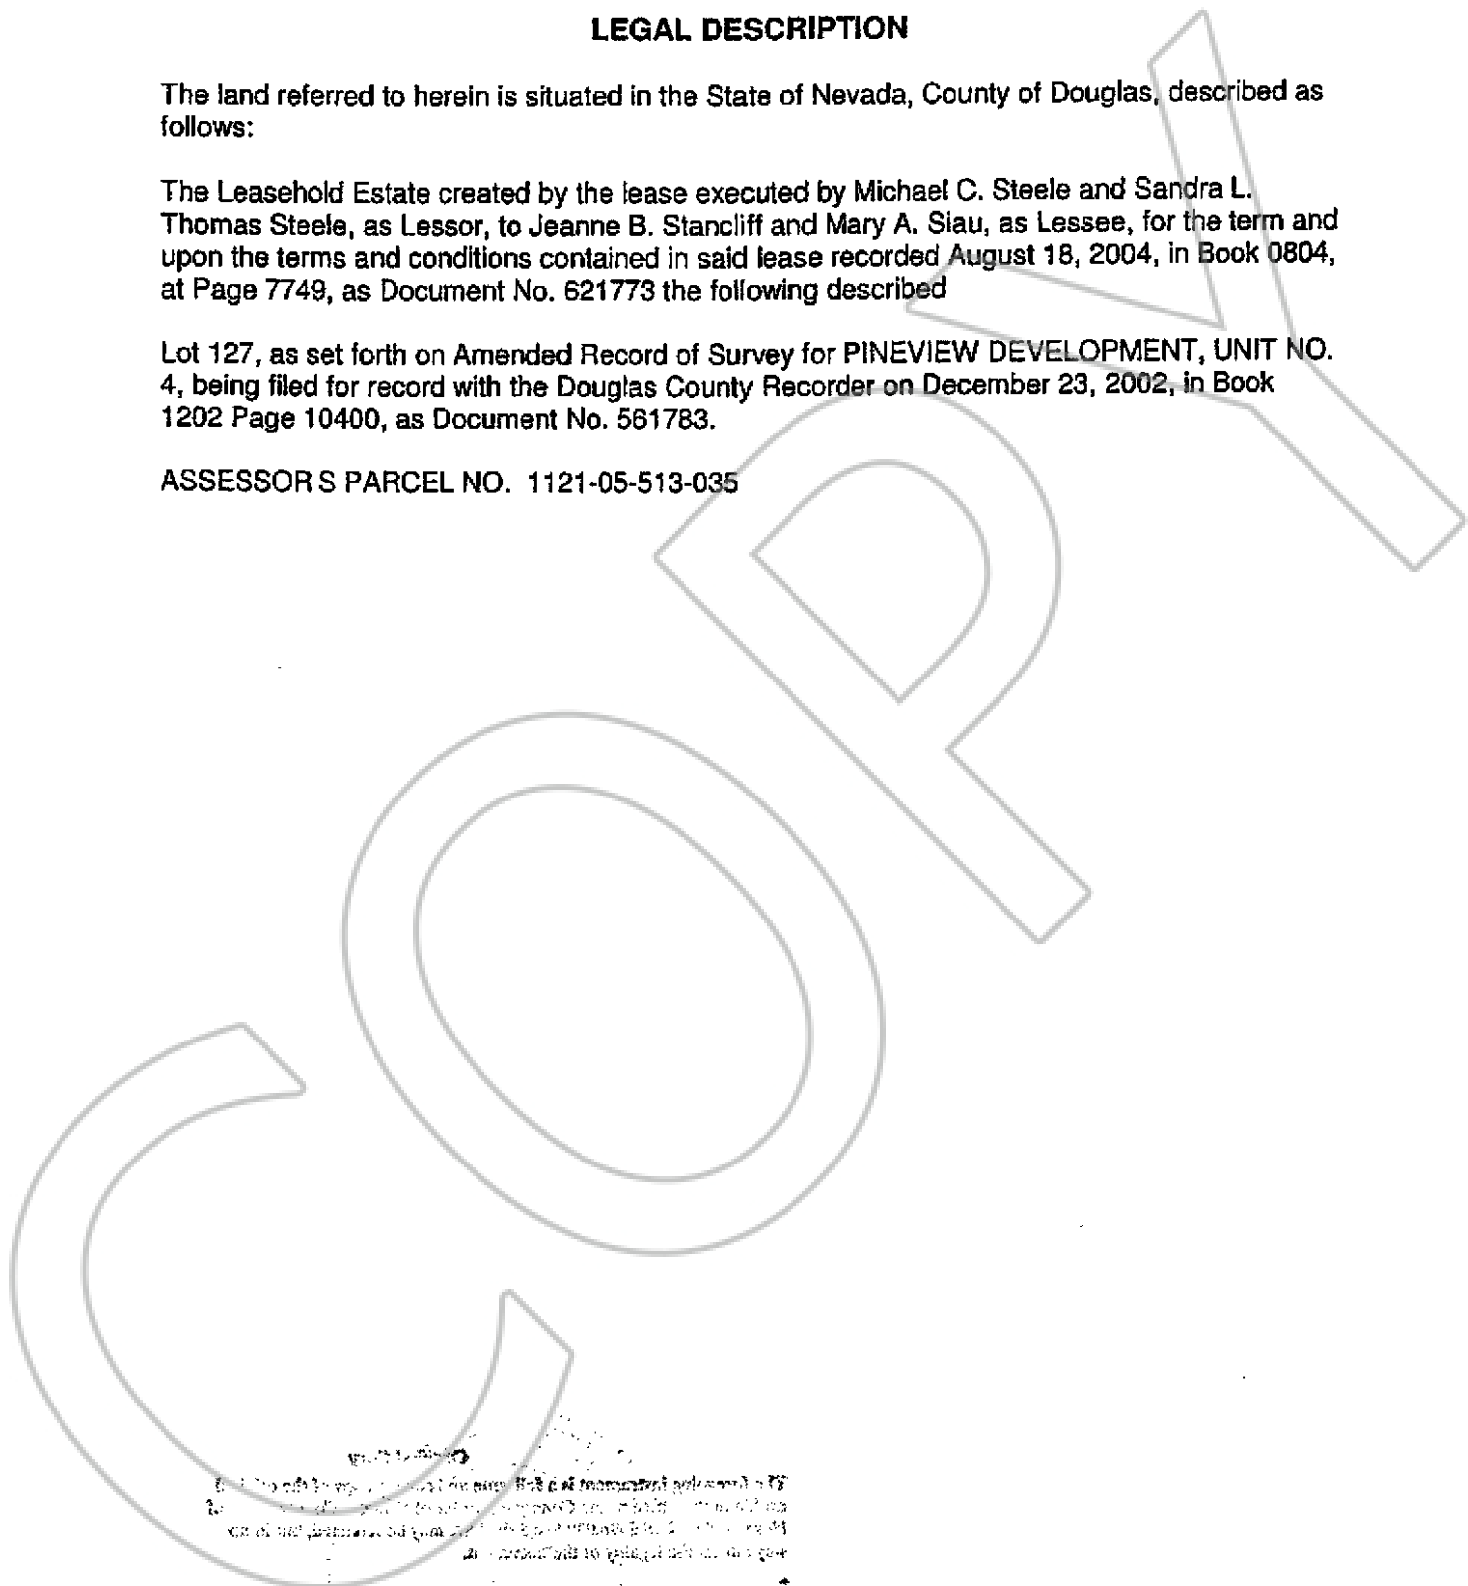 LEGAL DESCRIPTION
The land referred to herein is situated in the State of Nevada, County of Douglas, described as
follows:
The Leasehold Estate created by the lease executed by Michael C. Steele and Sandra L.
Thomas Steele, as Lessor, to Jeanne B. Stancliff and Mary A. Siau, as Lessee, for the term and
upon the terms and conditions contained in said lease recorded August 18, 2004, in Book 0804,
at Page 7749, as Document No. 621773 the following described
Lot 127, as set forth on Amended Record of Survey for PINEVIEW DEVELOPMENT, UNIT NO.
4, being filed for record with the Douglas County Recorder on December 23, 2002, in Book
1202 Page 10400, as Document No. 561783.
ASSESSOR S PARCEL NO. 1121-05-513-035
COPY